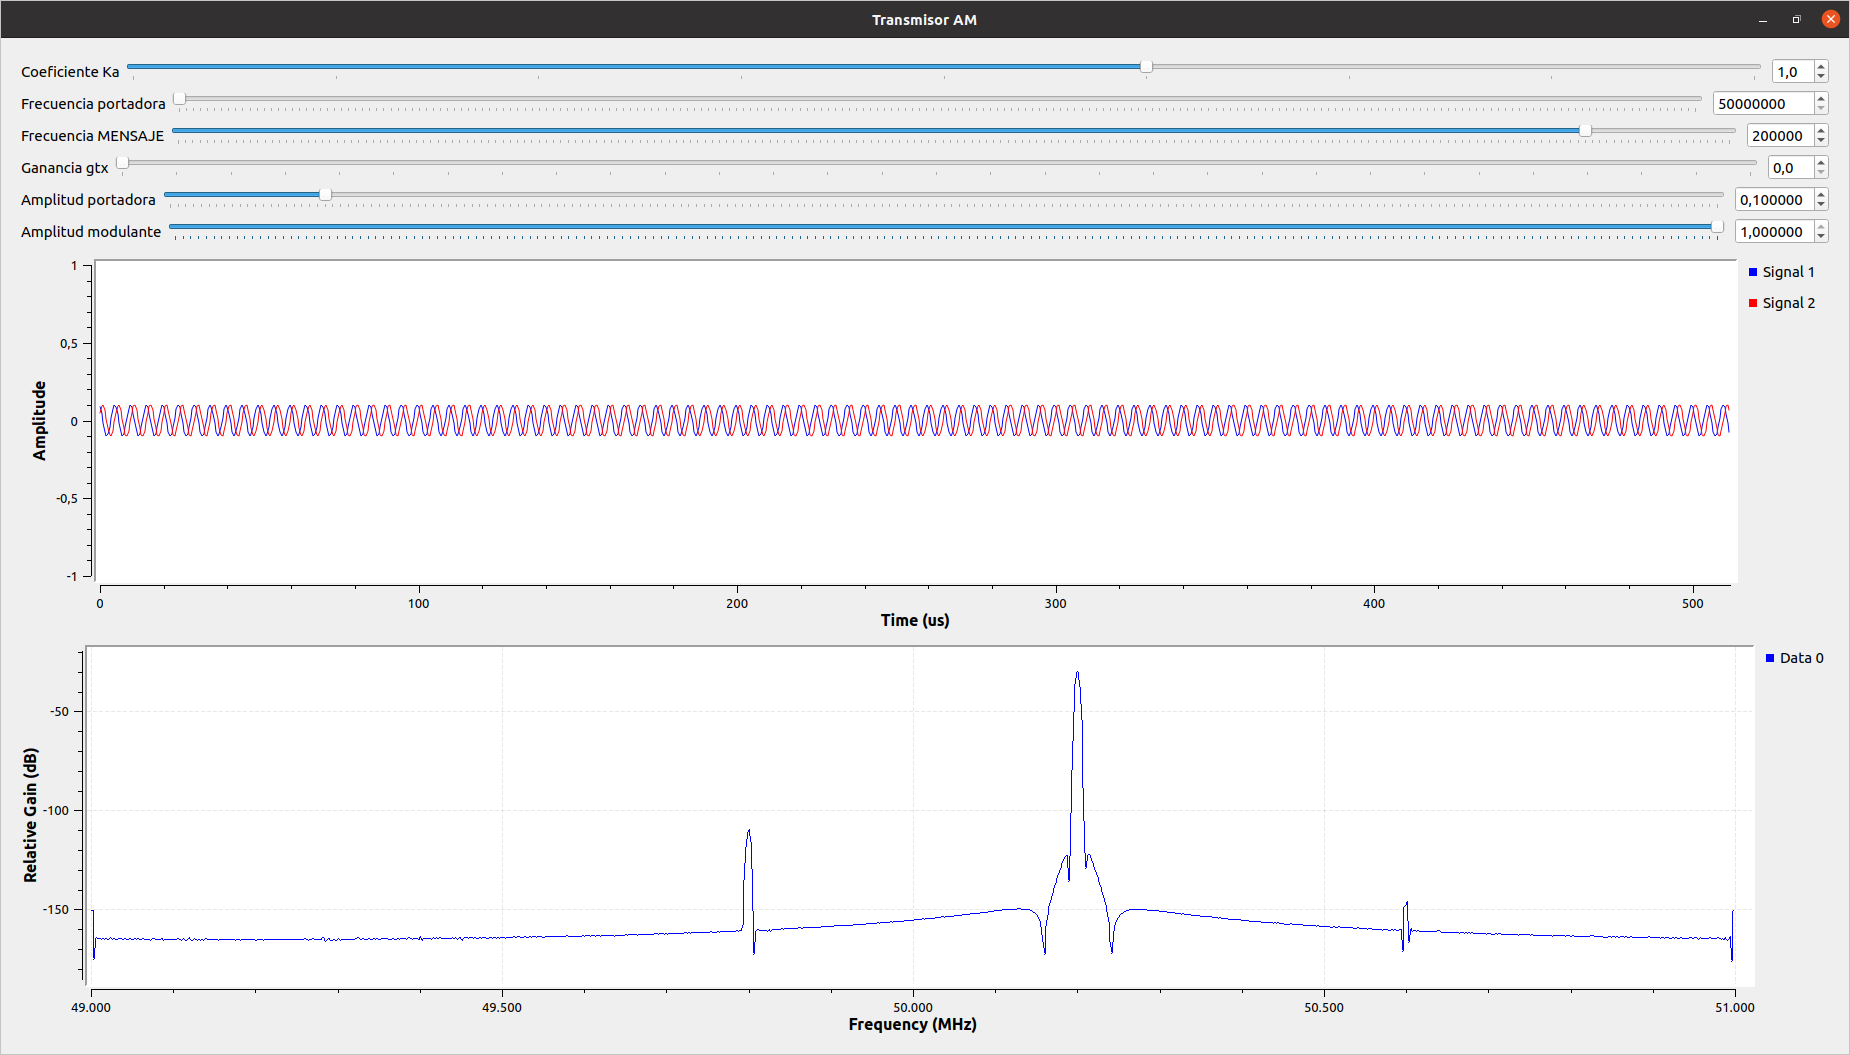 Transmisor AM
Coeficiente Ka 1,0
Frecuencia portadora 50000000
Frecuencia MENSAJE 200000
Ganancia gtx 0,0
Amplitud portadora 0,100000
Amplitud modulante 1,000000
Signal 1
Signal 2
1
0,5
0
-0,5
-1
Amplitude
0 100 200 300 400 500
Time (us)
Data 0
-50
-100
-150
Relative Gain (dB)
49.000 49.500 50.000 50.500 51.000
Frequency (MHz)